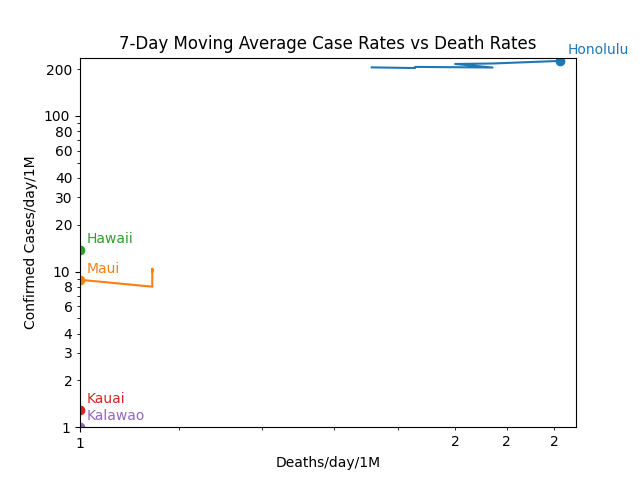 7-Day Moving Average Case Rates vs Death Rates
Honolulu
200
100
80
60
40
30
20
Hawaii
Maui
10
8
6
4
3
2
Kauai
Kalawao
1
1
2
2
2
Confirmed Cases/day/1M
Deaths/day/1M